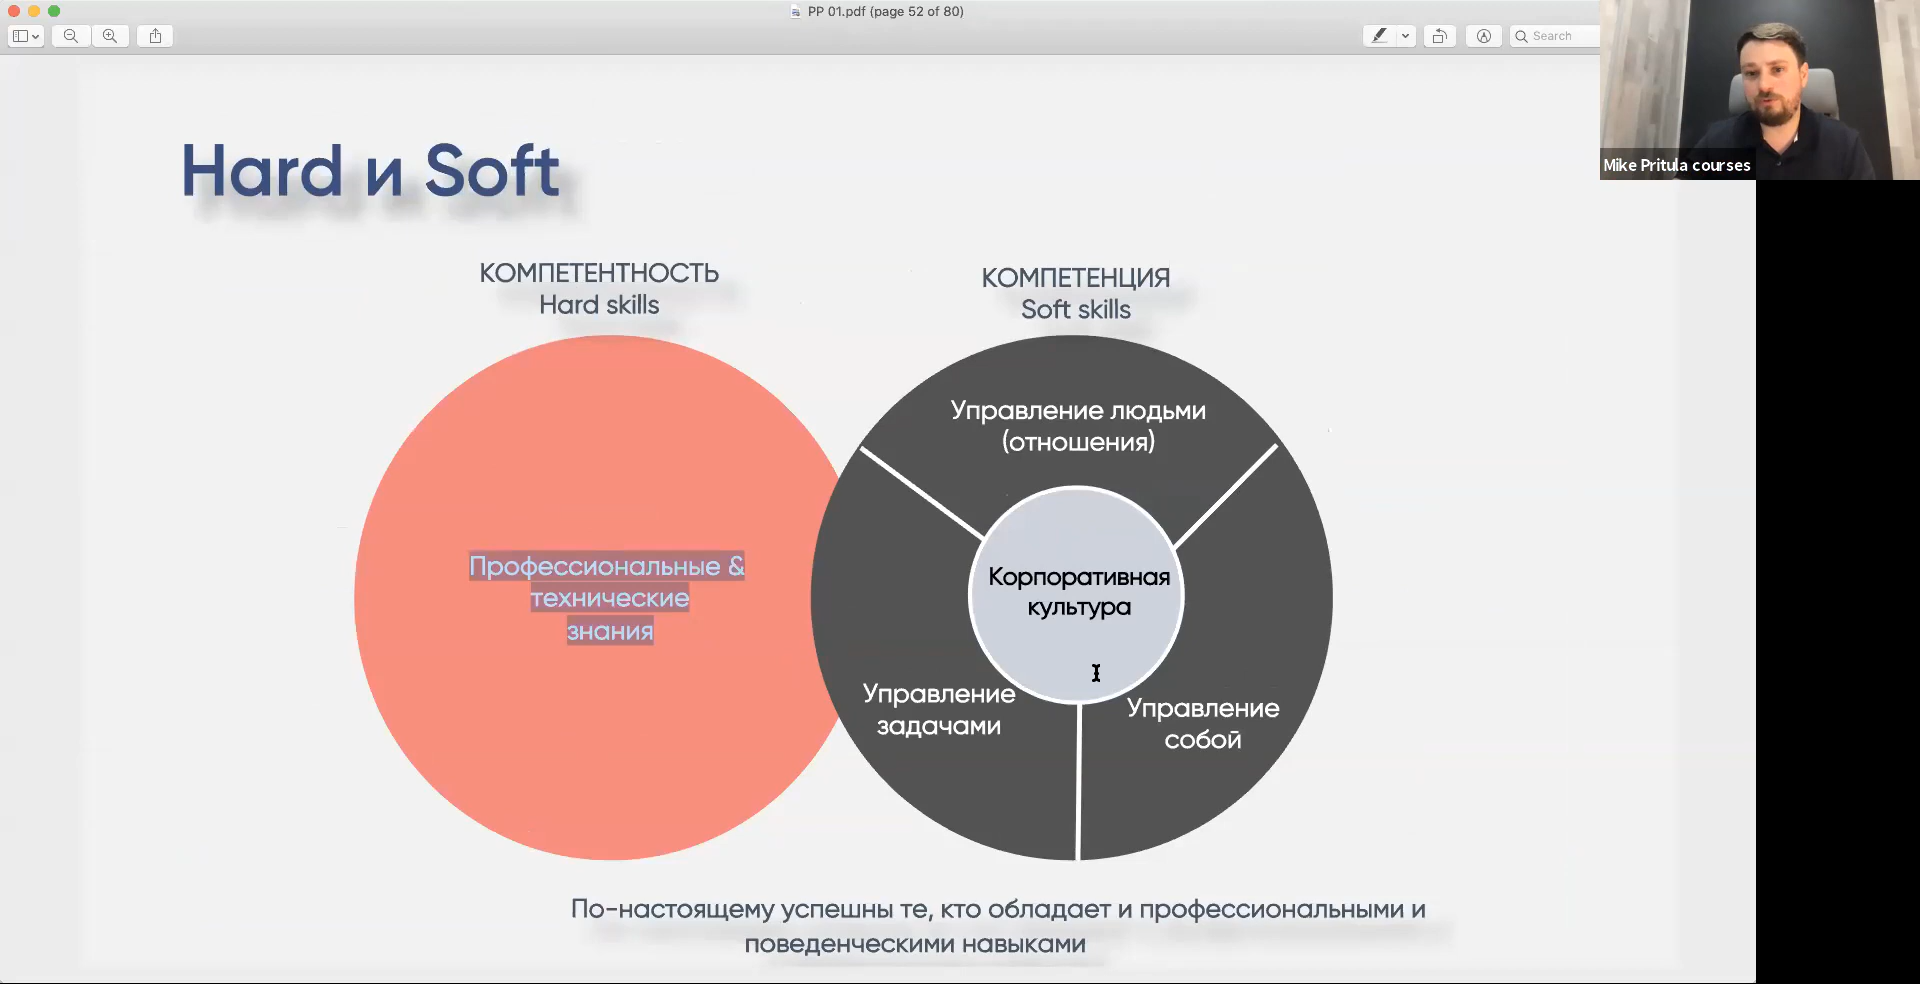 PP 01.pdf (page 52 of 80)
Search
Mike Pritula courses
Hard и Soft
КОМПЕТЕНТНОСТЬ
Hard skills
КОМПЕТЕНЦИЯ
Soft skills
Управление людьми
(отношения)
Профессиональные &
технические
знания
Корпоративная
культура
Управление
задачами
Управление
собой
По-настоящему успешны те, кто обладает и профессиональными и
поведенческими навыками